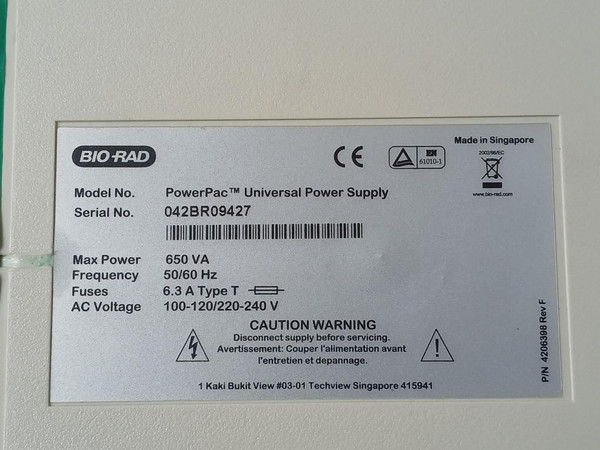 BIO-RAD
CE
EN
61010-1
Made in Singapore
2002/96/EC
www.bio-rad.com
Model No. PowerPac™ Universal Power Supply
Serial No. 042BR09427
Max Power 650 VA
Frequency 50/60 Hz
Fuses 6.3 A Type T
AC Voltage 100-120/220-240 V
CAUTION WARNING
Disconnect supply before servicing.
Avertissement: Couper l'alimentation avant
l'entretien et depannage.
1 Kaki Bukit View #03-01 Techview Singapore 415941
P/N 4206398 Rev F